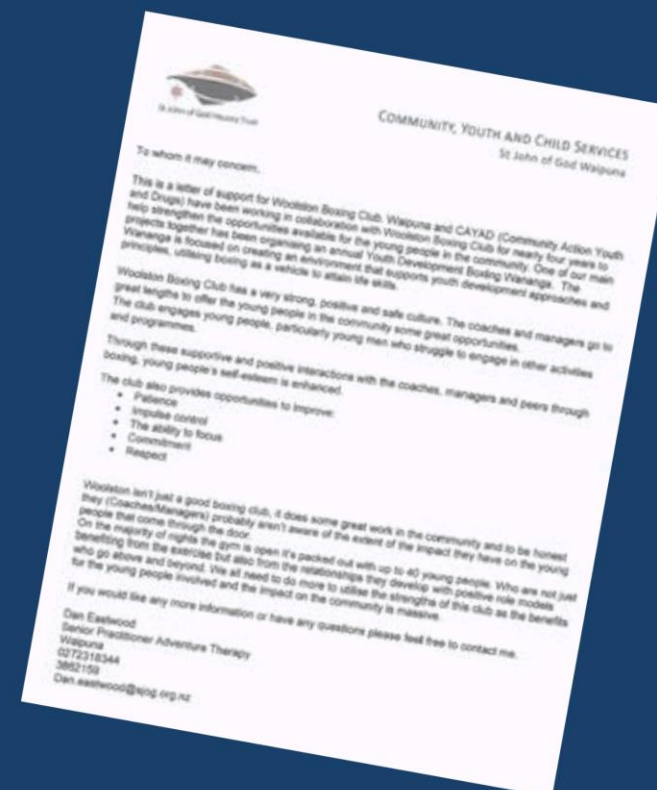 St John of God Hauora Trust
COMMUNITY, YOUTH AND CHILD SERVICES
St John of God Waipuna
To whom it may concern,
This is a letter of support for Woolston Boxing Club, Waipuna and CAYAD (Community Action Youth
and Drugs) have been working in collaboration with Woolston Boxing Club for nearly four years to
help strengthen the opportunities available for the young people in the community. One of our main
projects together has been organising an annual Youth Development Boxing Wananga. The
Wananga is focused on creating an environment that supports youth development approaches and
principles, utilising boxing as a vehicle to attain life skills.
Woolston Boxing Club has a very strong, positive and safe culture. The coaches and managers go to
great lengths to offer the young people in the community some great opportunities.
The club engages young people, particularly young men who struggle to engage in other activities
and programmes.
Through these supportive and positive interactions with the coaches, managers and peers through
boxing, young people's self-esteem is enhanced.
The club also provides opportunities to improve:
• Patience
• Impulse control
• The ability to focus
• Commitment
• Respect
Woolston isn't just a good boxing club, it does some great work in the community and to be honest
they (Coaches/Managers) probably aren't aware of the extent of the impact they have on the young
people that come through the door.
On the majority of nights the gym is open it's packed out with up to 40 young people. Who are not just
benefiting from the exercise but also from the relationships they develop with positive role models
who go above and beyond. We all need to do more to utilise the strengths of this club as the benefits
for the young people involved and the impact on the community is massive.
If you would like any more information or have any questions please feel free to contact me.
Dan Eastwood
Senior Practitioner Adventure Therapy
Waipuna
0272318344
3862159
Dan.eastwood@sjog.org.nz